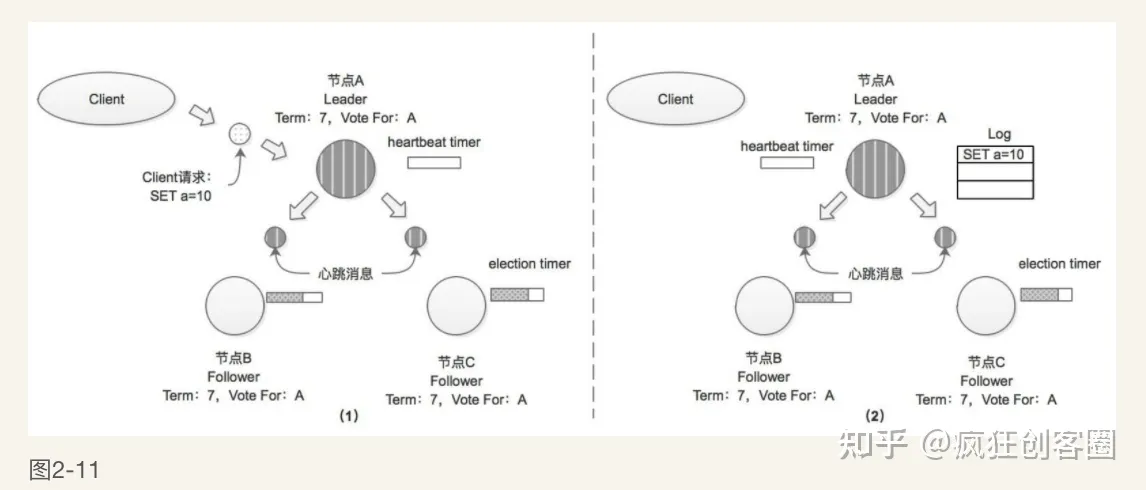 Client
节点A
Leader
Term：7，Vote For：A
heartbeat timer
Client请求：
SET a=10
心跳消息
election timer
节点B
Follower
Term：7，Vote For：A
节点C
Follower
Term：7，Vote For：A
（1）
Client
节点A
Leader
Term：7，Vote For：A
heartbeat timer
Log
SET a=10
心跳消息
election timer
节点B
Follower
Term：7，Vote For：A
节点C
Follower
Term：7，Vote For：A
（2）
知乎 @疯狂创客圈
图2-11